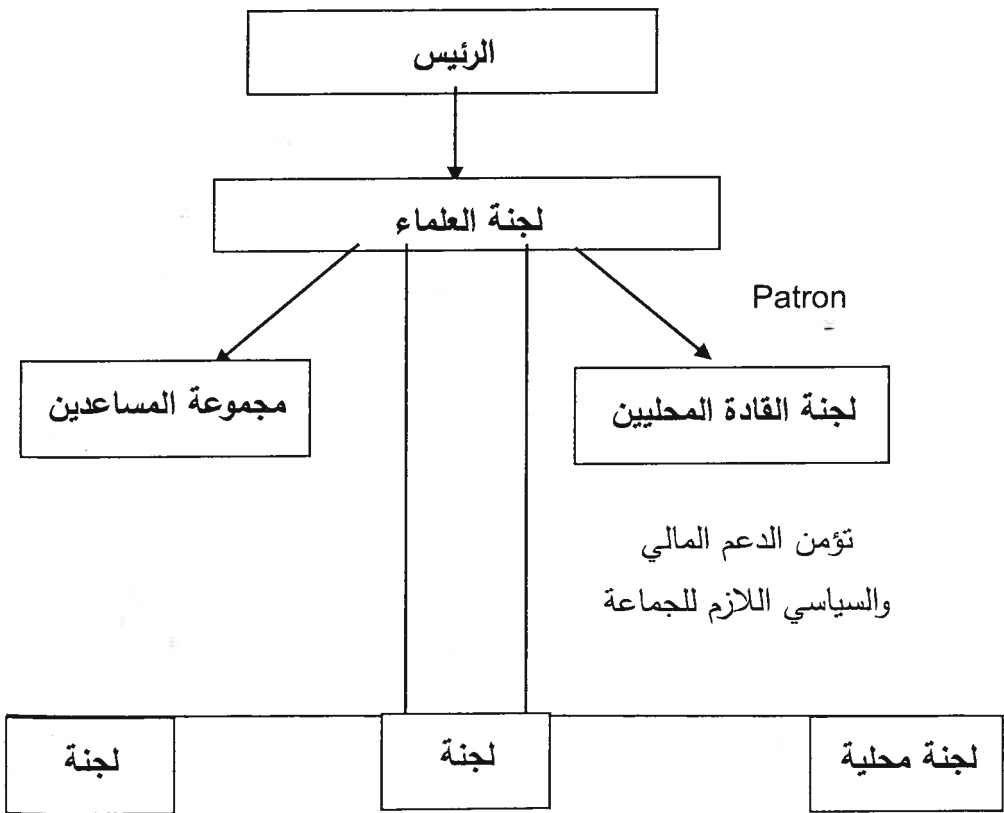 الرئيس
لجنة العلماء
Patron
لجنة القادة المحليين
مجموعة المساعدين
تؤمن الدعم المالي
والسياسي اللازم للجماعة
لجنة محلية
لجنة
لجنة